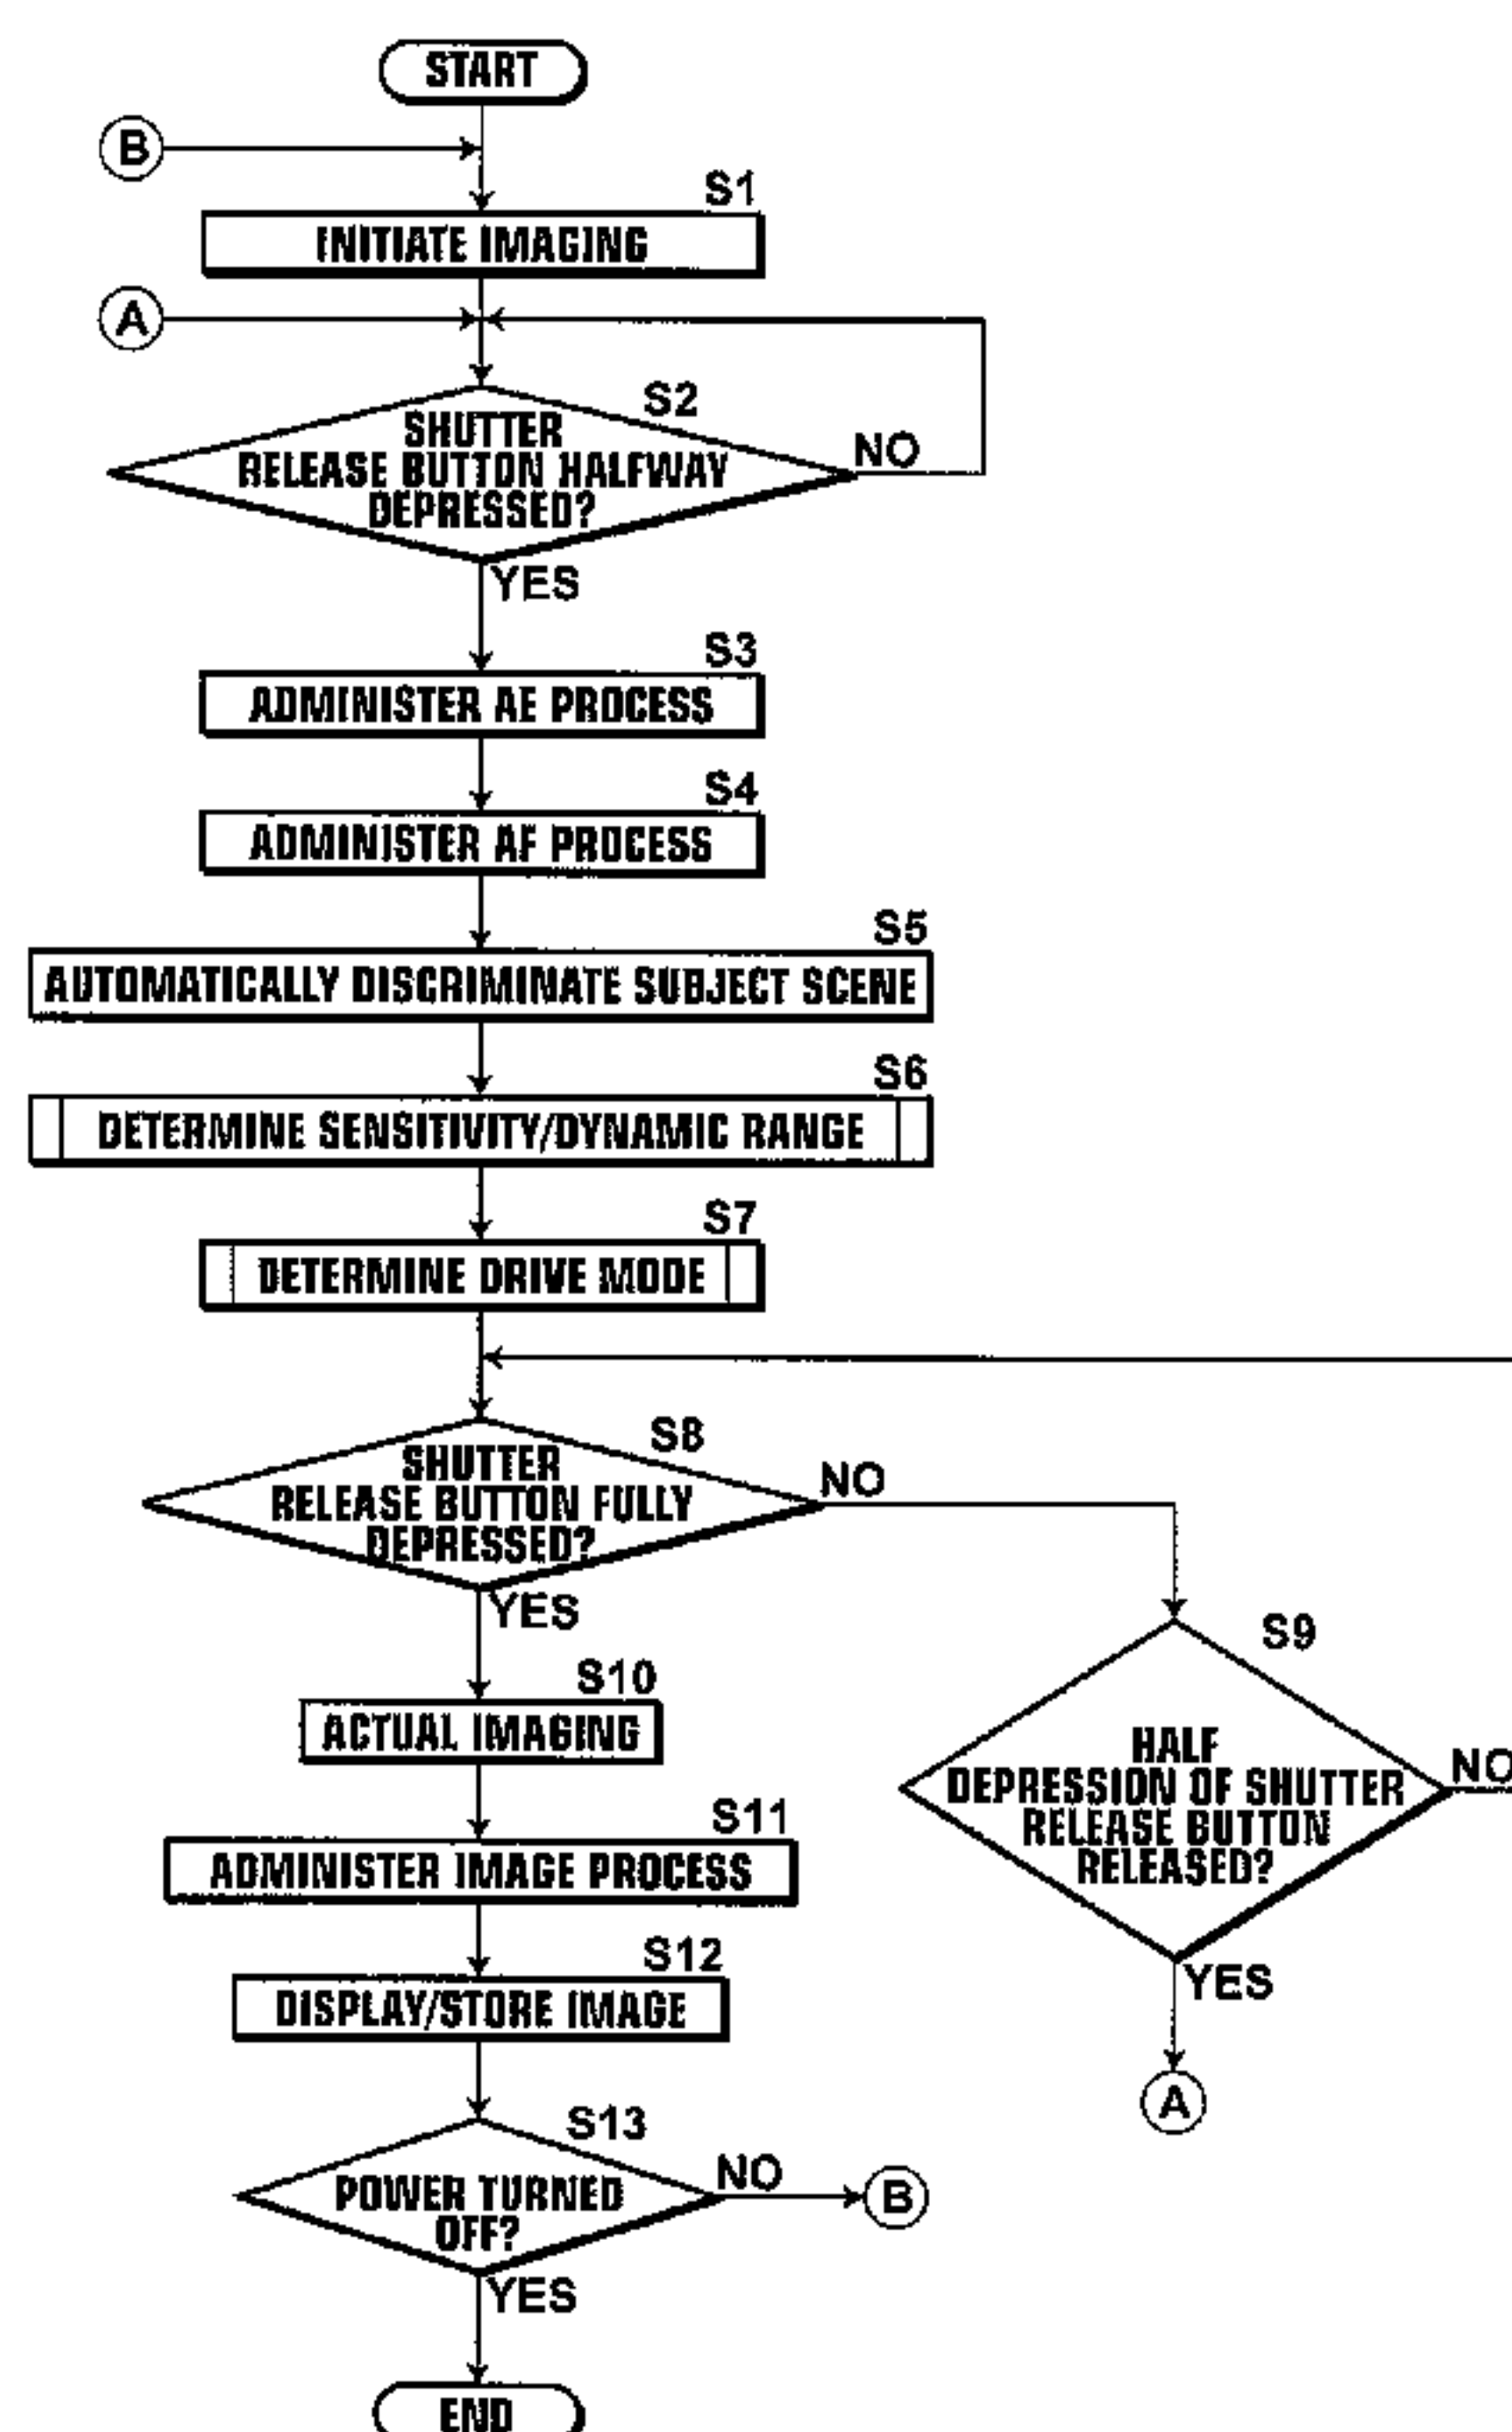 START
B
S1
INITIATE IMAGING
A
S2
SHUTTER
RELEASE BUTTON HALFWAY
DEPRESSED?
NO
YES
S3
ADMINISTER AE PROCESS
S4
ADMINISTER AF PROCESS
S5
AUTOMATICALLY DISCRIMINATE SUBJECT SCENE
S6
DETERMINE SENSITIVITY/DYNAMIC RANGE
S7
DETERMINE DRIVE MODE
S8
SHUTTER
RELEASE BUTTON FULLY
DEPRESSED?
NO
YES
S9
HALF
DEPRESSION OF SHUTTER
RELEASE BUTTON
RELEASED?
NO
YES
A
S10
ACTUAL IMAGING
S11
ADMINISTER IMAGE PROCESS
S12
DISPLAY/STORE IMAGE
S13
POWER TURNED
OFF?
NO
B
YES
END